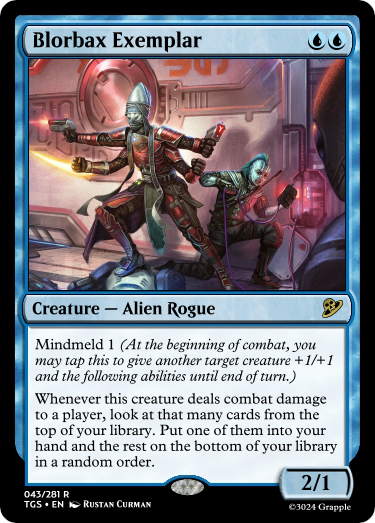 Blorbax Exemplar
Creature — Alien Rogue
Mindmeld 1 (At the beginning of combat, you
may tap this to give another target creature +1/+1
and the following abilities until end of turn.)
Whenever this creature deals combat damage
to a player, look at that many cards from the
top of your library. Put one of them into your
hand and the rest on the bottom of your library
in a random order.
2/1
043/281 R
TGS • EN Rustan Curman
©3024 Grapple